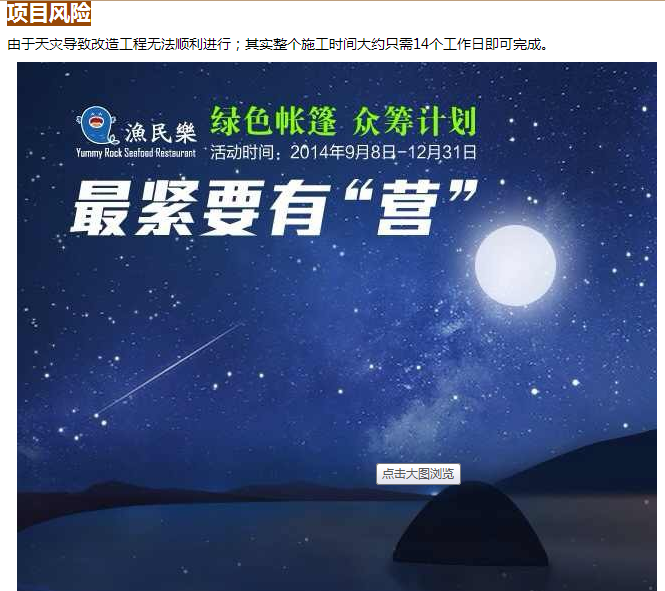 项目风险
由于天灾导致改造工程无法顺利进行；其实整个施工时间大约只需14个工作日即可完成。
漁民樂
Yummy Rock Seafood Restaurant
绿色帐篷 众筹计划
活动时间：2014年9月8日-12月31日
最紧要有“营”
点击大图浏览